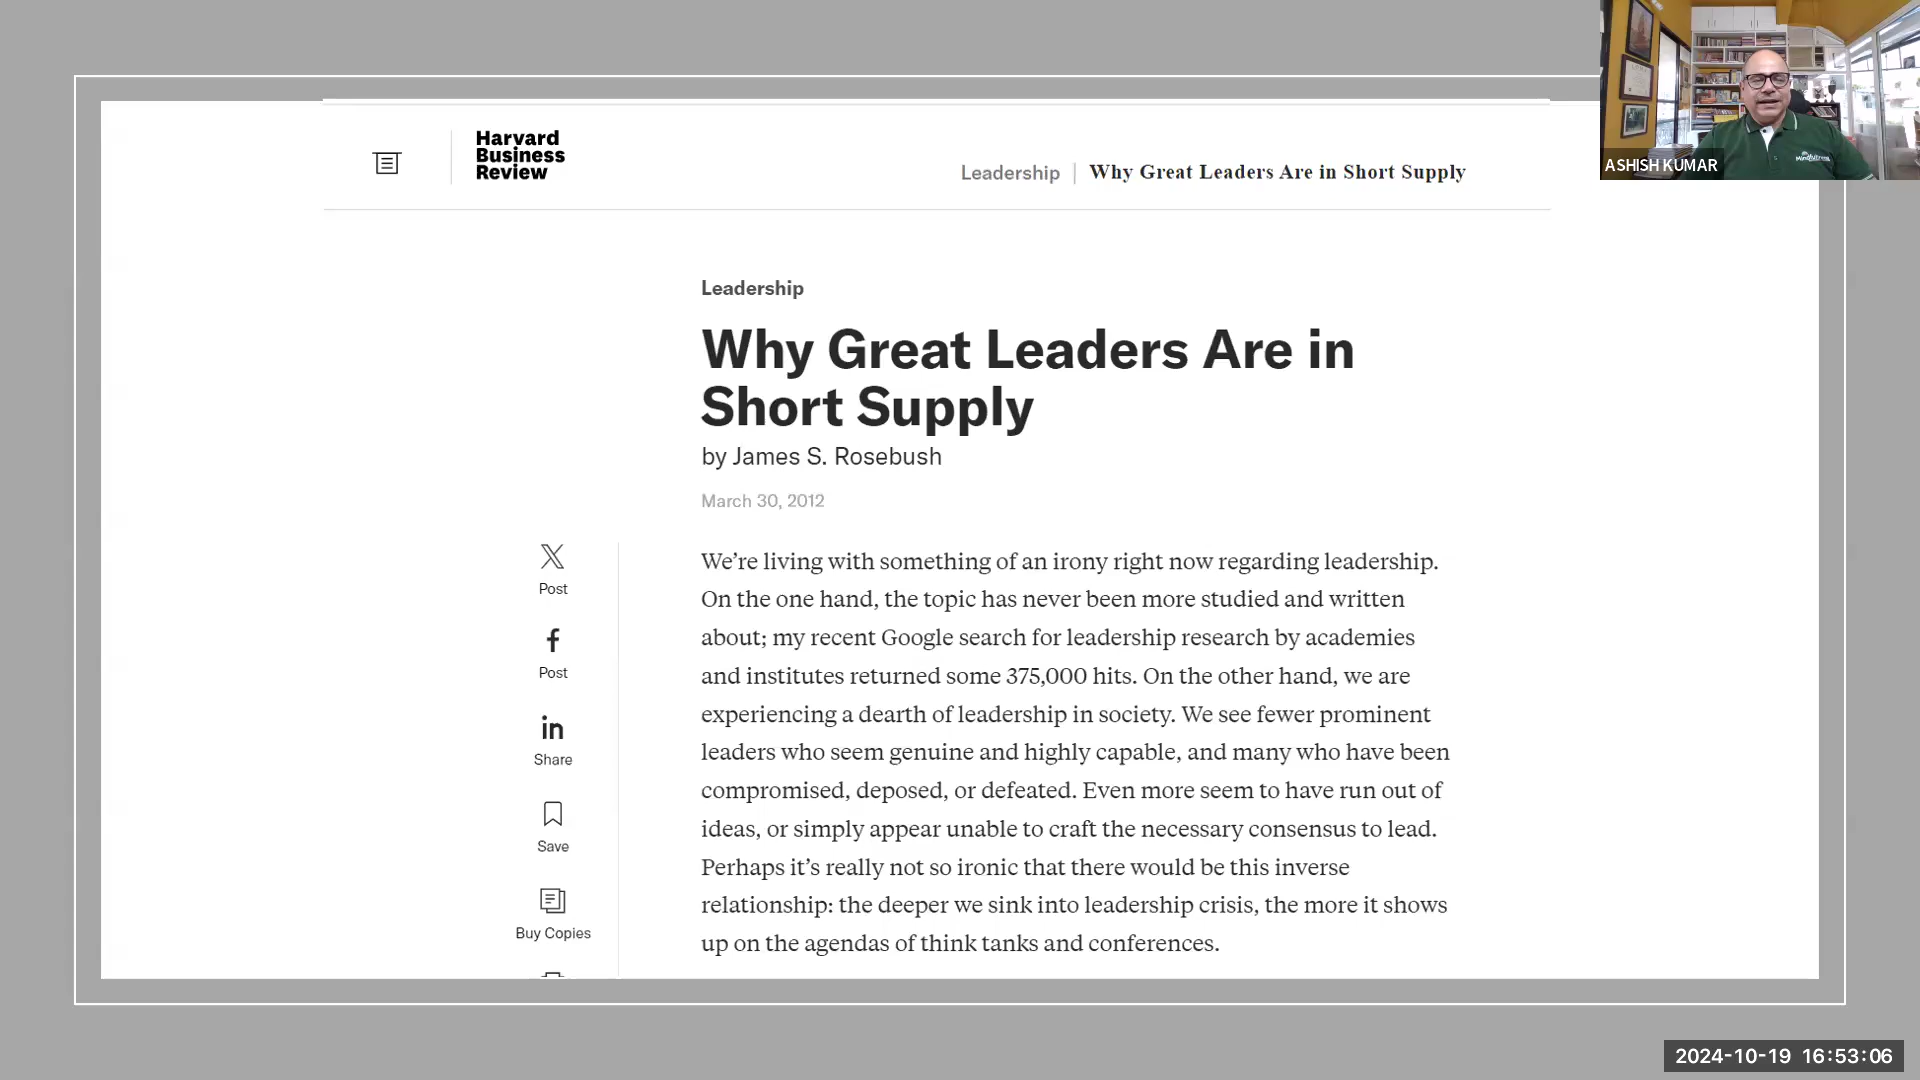 Harvard
Business
Review
Leadership | Why Great Leaders Are in Short Supply
ASHISH KUMAR
Leadership
Why Great Leaders Are in
Short Supply
by James S. Rosebush
March 30, 2012
Post
Post
Share
Save
Buy Copies
We’re living with something of an irony right now regarding leadership.
On the one hand, the topic has never been more studied and written
about; my recent Google search for leadership research by academies
and institutes returned some 375,000 hits. On the other hand, we are
experiencing a dearth of leadership in society. We see fewer prominent
leaders who seem genuine and highly capable, and many who have been
compromised, deposed, or defeated. Even more seem to have run out of
ideas, or simply appear unable to craft the necessary consensus to lead.
Perhaps it’s really not so ironic that there would be this inverse
relationship: the deeper we sink into leadership crisis, the more it shows
up on the agendas of think tanks and conferences.
2024-10-19 16:53:06